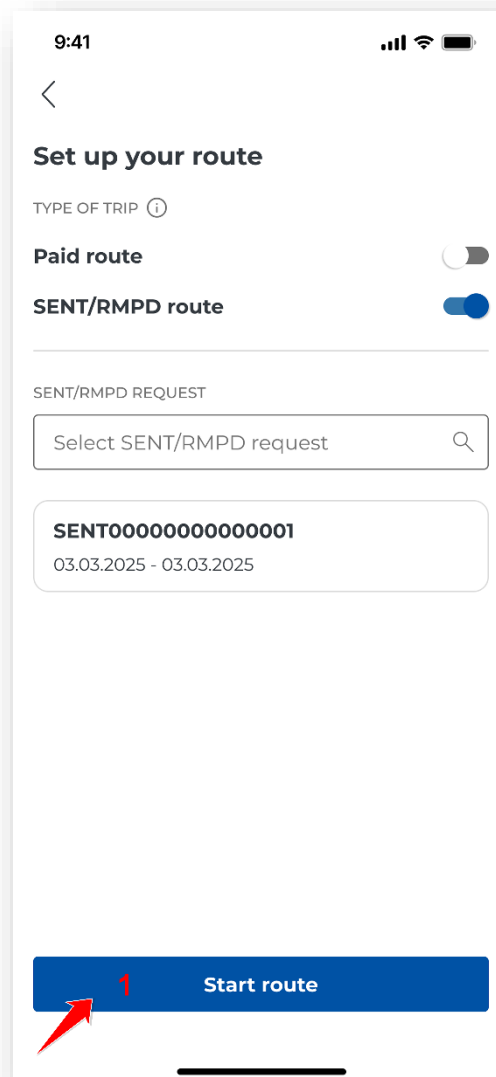 9:41
Set up your route
TYPE OF TRIP
Paid route
SENT/RMPD route
SENT/RMPD REQUEST
Select SENT/RMPD request
SENT00000000000001
03.03.2025 - 03.03.2025
1 Start route